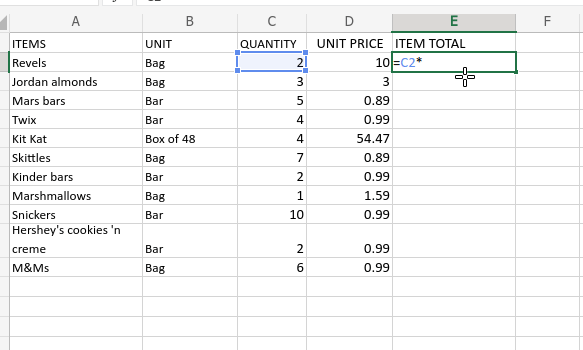 A B C D E F
ITEMS UNIT QUANTITY UNIT PRICE ITEM TOTAL
Revels Bag 2 10 =C2*
Jordan almonds Bag 3 3
Mars bars Bar 5 0.89
Twix Bar 4 0.99
Kit Kat Box of 48 4 54.47
Skittles Bag 7 0.89
Kinder bars Bar 2 0.99
Marshmallows Bag 1 1.59
Snickers Bar 10 0.99
Hershey's cookies 'n
creme Bar 2 0.99
M&Ms Bag 6 0.99